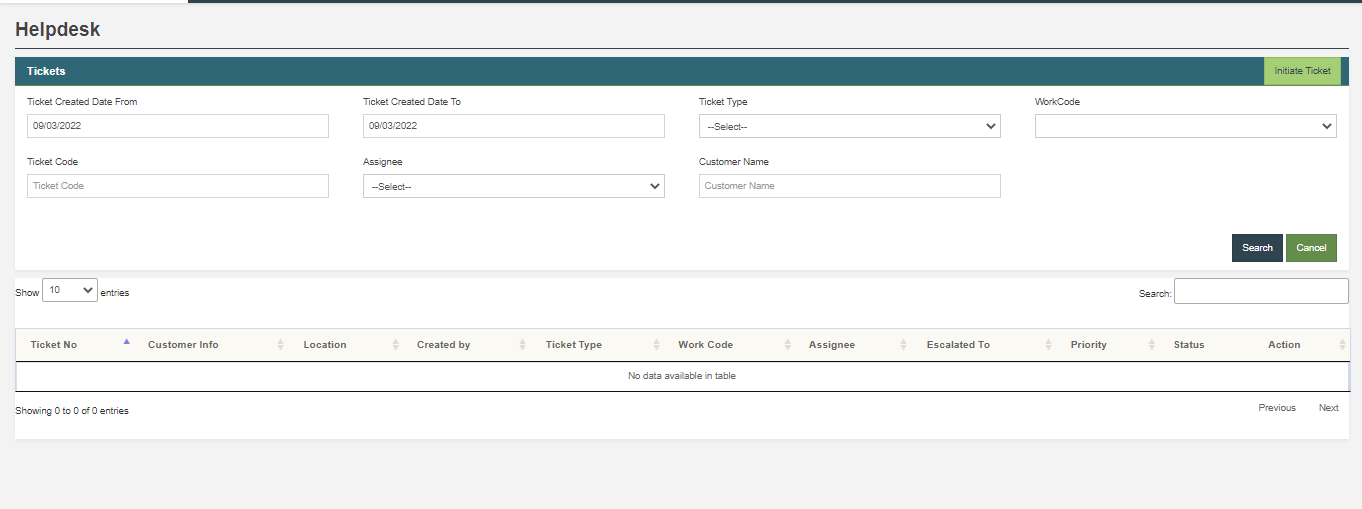 Helpdesk
Tickets Initiate Ticket
Ticket Created Date From Ticket Created Date To Ticket Type WorkCode
09/03/2022 09/03/2022 --Select--
Ticket Code Assignee Customer Name
Ticket Code --Select-- Customer Name
Search Cancel
Show 10 entries Search:
Ticket No Customer Info Location Created by Ticket Type Work Code Assignee Escalated To Priority Status Action
No data available in table
Showing 0 to 0 of 0 entries Previous Next